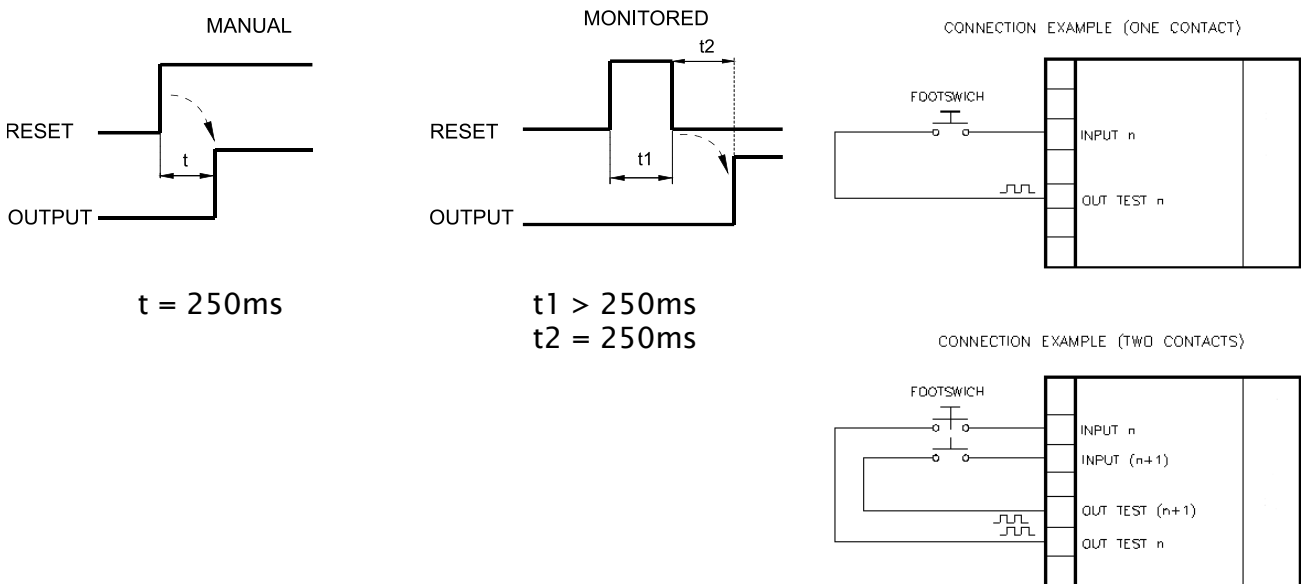 MANUAL
RESET
t
OUTPUT
t = 250ms
MONITORED
t2
RESET
t1
OUTPUT
t1 > 250ms
t2 = 250ms
CONNECTION EXAMPLE (ONE CONTACT)
FOOTSWICH
INPUT n
OUT TEST n
CONNECTION EXAMPLE (TWO CONTACTS)
FOOTSWICH
INPUT n
INPUT (n+1)
OUT TEST (n+1)
OUT TEST n